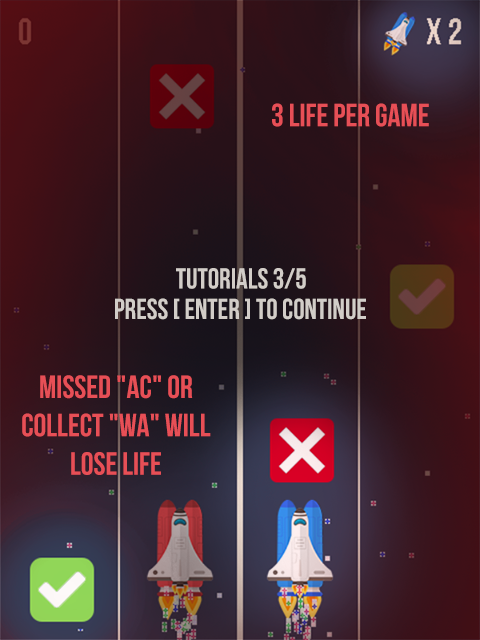 0
X 2
3 LIFE PER GAME
TUTORIALS 3/5
PRESS [ ENTER ] TO CONTINUE
MISSED "AC" OR
COLLECT "WA" WILL
LOSE LIFE